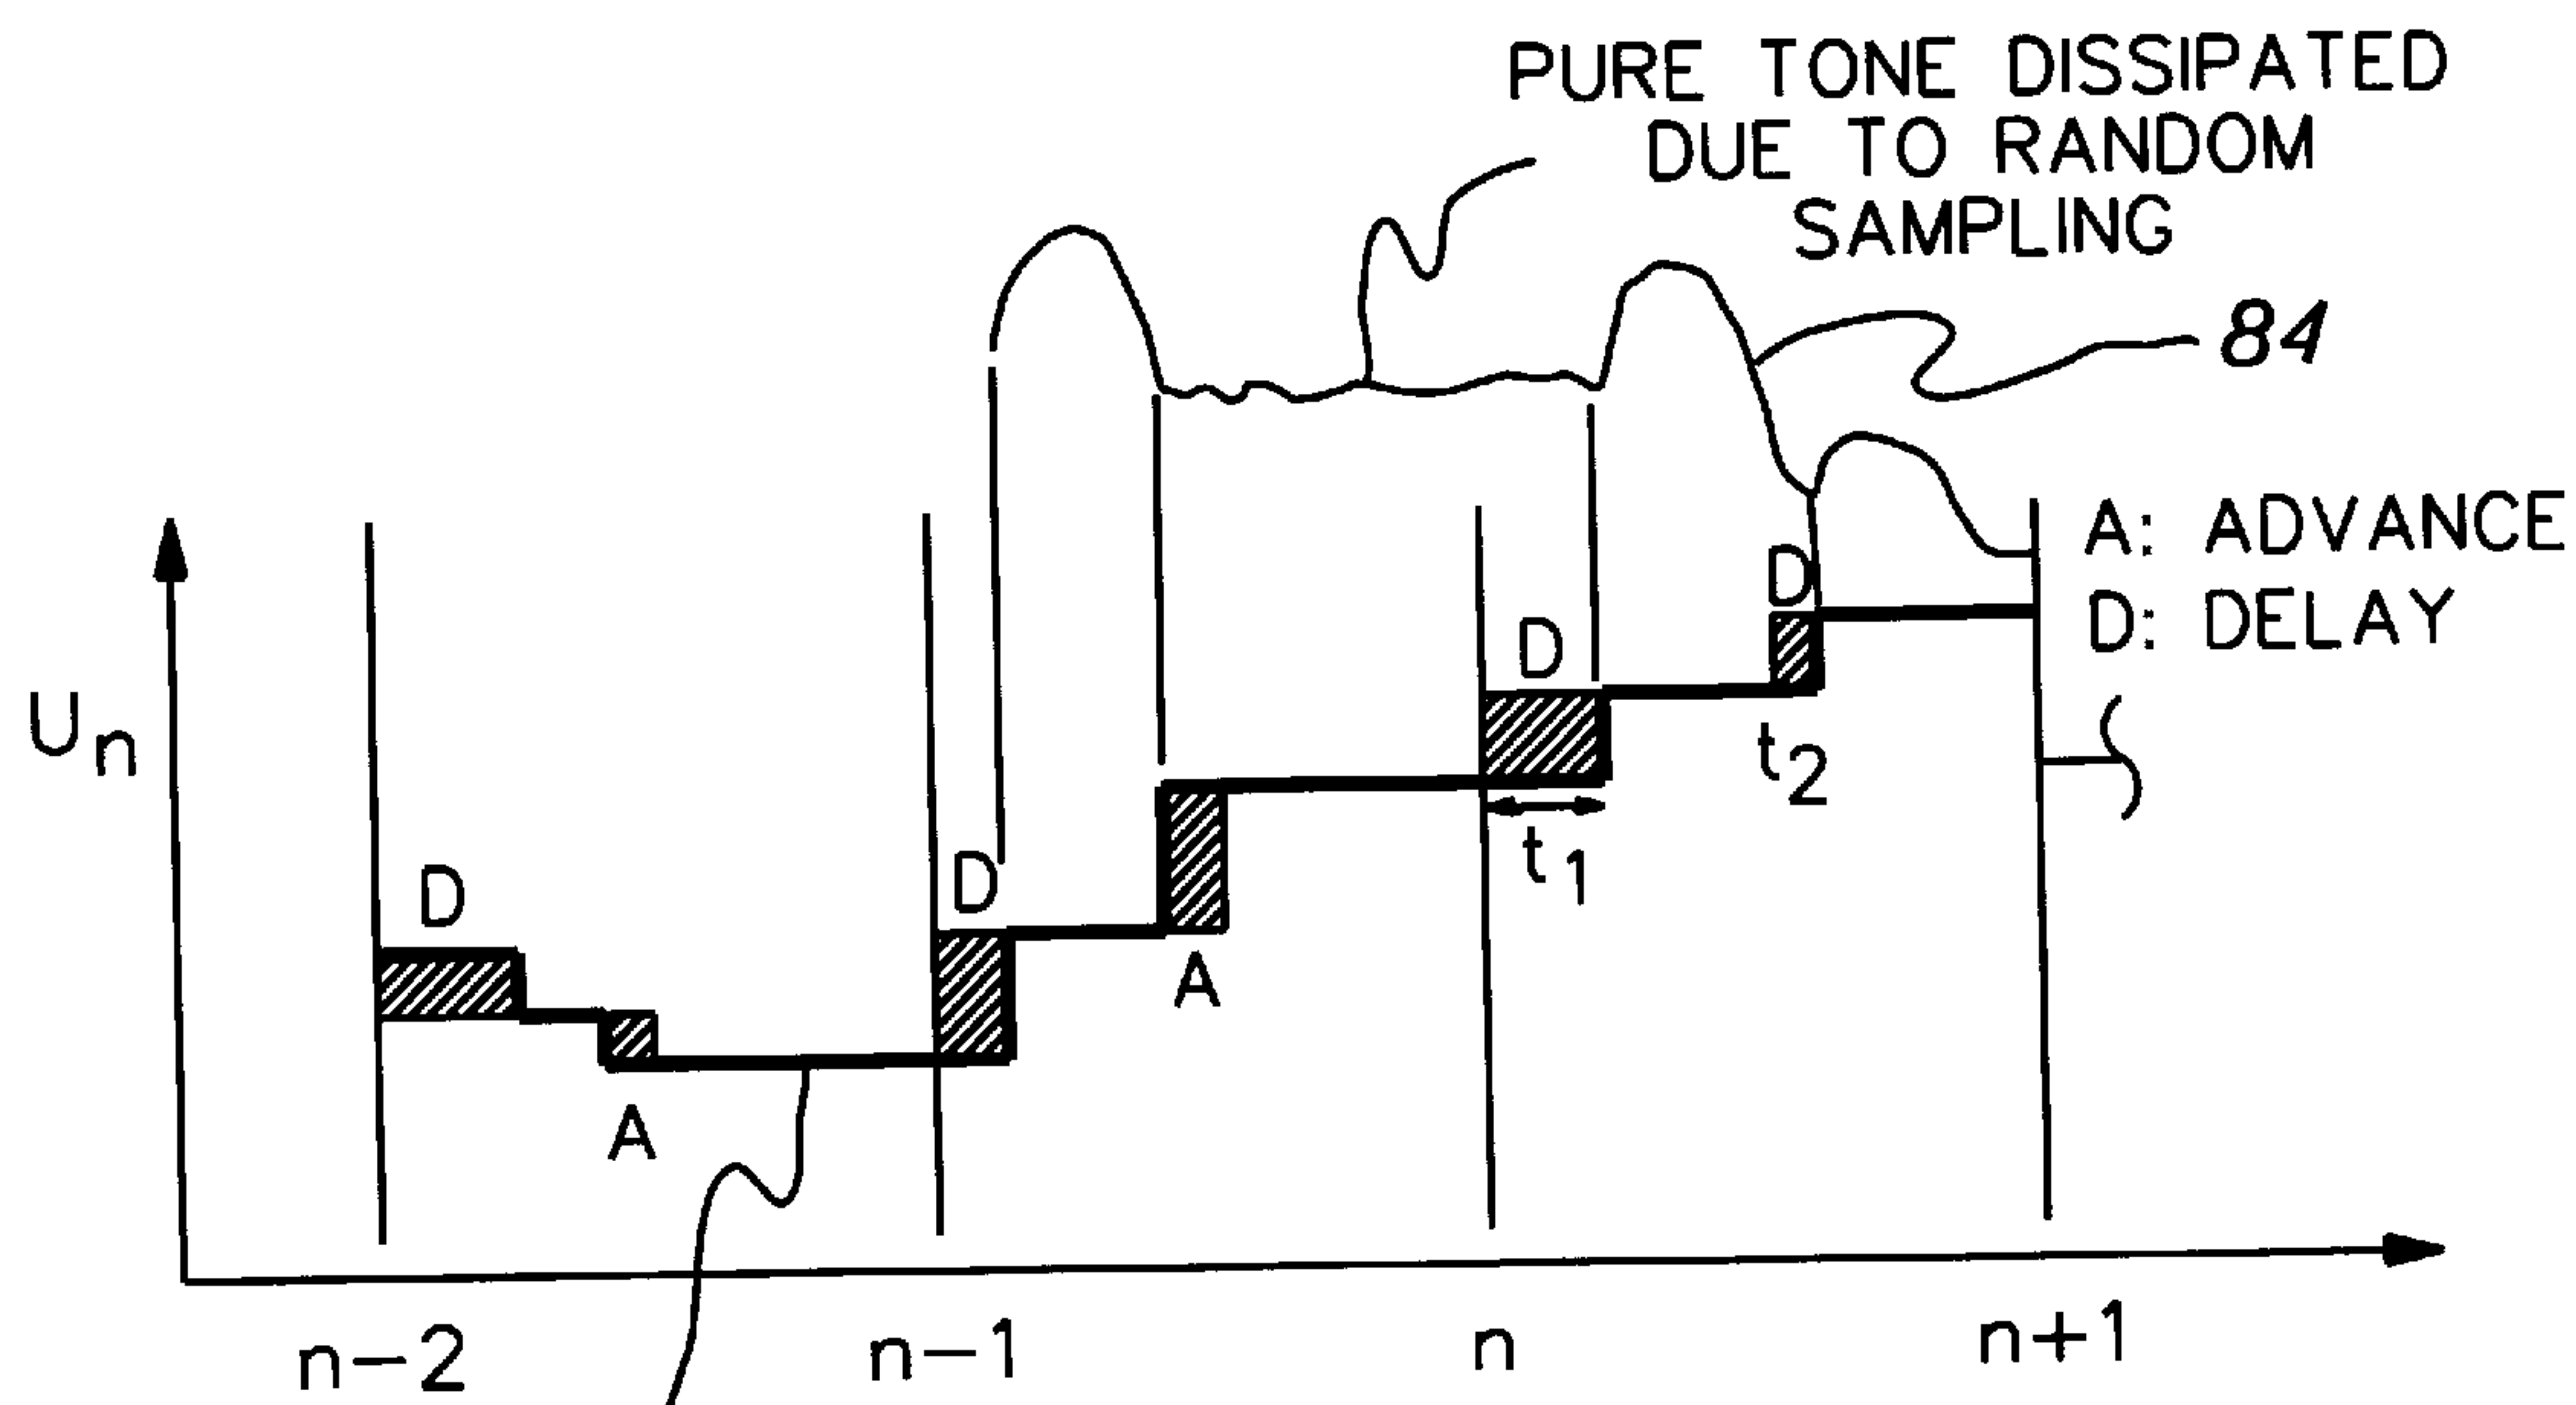 PURE TONE DISSIPATED
DUE TO RANDOM
SAMPLING
84
A: ADVANCE
D: DELAY
Un
D
A
D
A
D
t1
D
t2
n-2
n-1
n
n+1